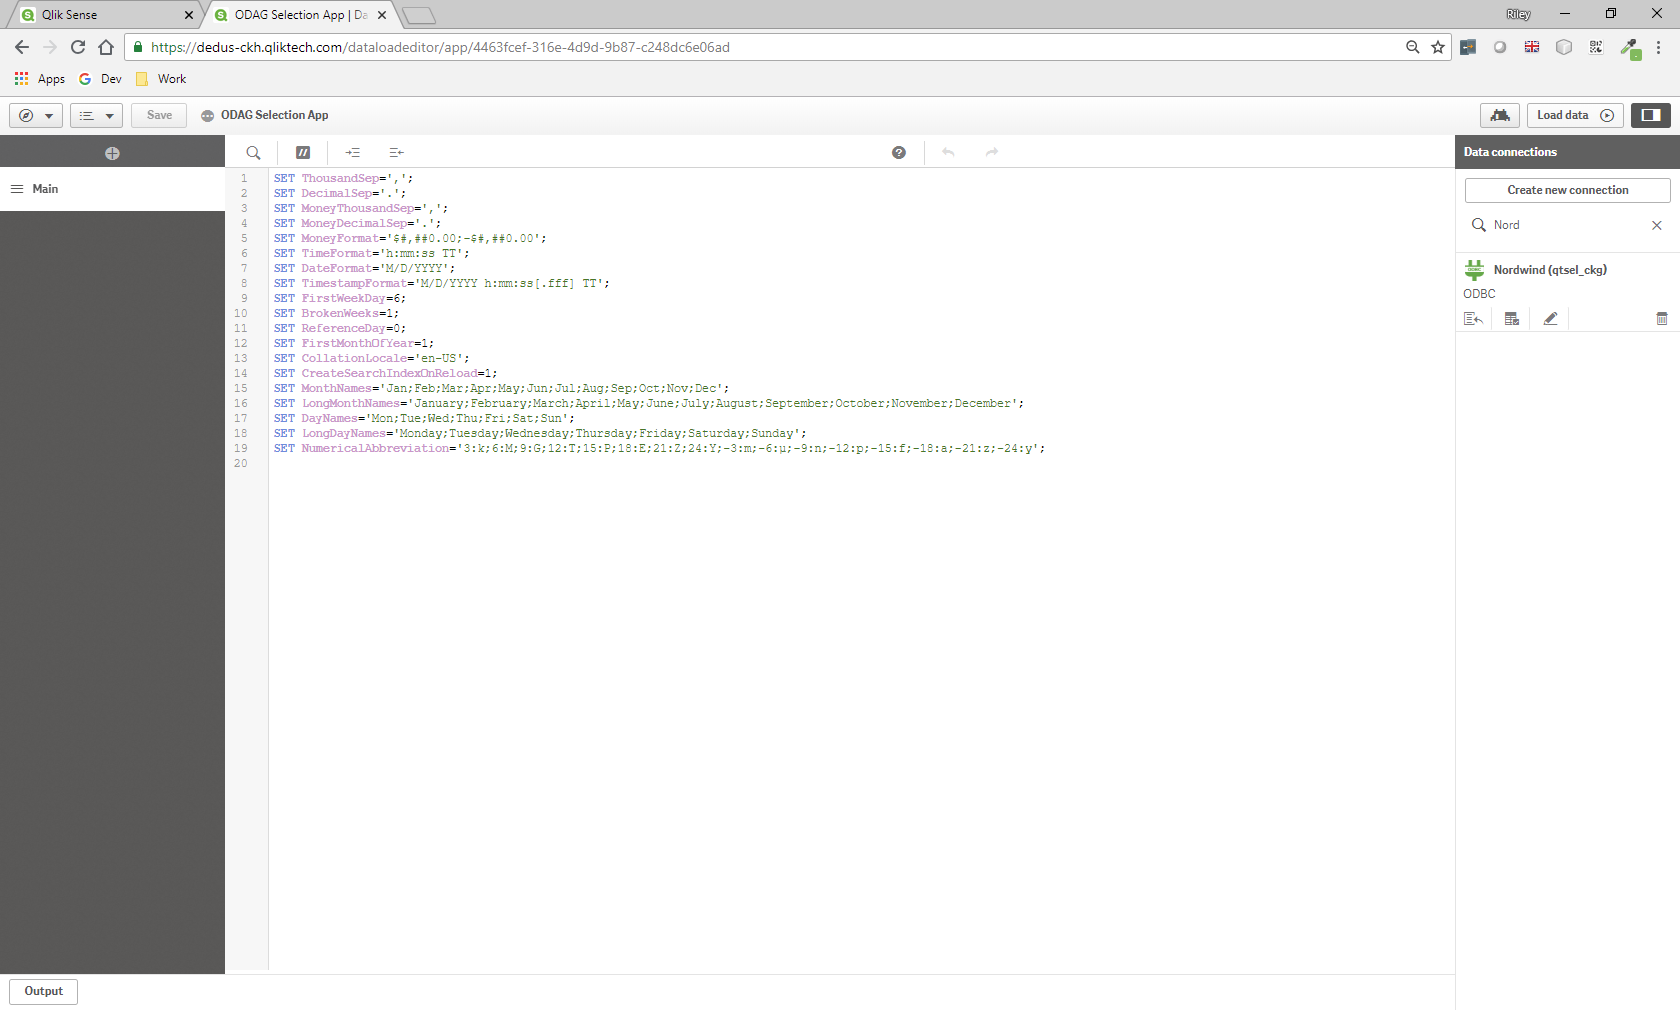 Qlik Sense
ODAG Selection App | Da
Riley
https://dedus-ckh.qliktech.com/dataloadeditor/app/4463fcef-316e-4d9d-9b87-c248dc6e06ad
Apps Dev Work
Save ODAG Selection App Load data
Main
Data connections
Create new connection
Nord
Nordwind (qtsel_ckg)
ODBC
1 SET ThousandSep=',';
2 SET DecimalSep='.';
3 SET MoneyThousandSep=',';
4 SET MoneyDecimalSep='.';
5 SET MoneyFormat='$#,##0.00;-$#,##0.00';
6 SET TimeFormat='h:mm:ss TT';
7 SET DateFormat='M/D/YYYY';
8 SET TimestampFormat='M/D/YYYY h:mm:ss[.fff] TT';
9 SET FirstWeekDay=6;
10 SET BrokenWeeks=1;
11 SET ReferenceDay=0;
12 SET FirstMonthOfYear=1;
13 SET CollationLocale='en-US';
14 SET CreateSearchIndexOnReload=1;
15 SET MonthNames='Jan;Feb;Mar;Apr;May;Jun;Jul;Aug;Sep;Oct;Nov;Dec';
16 SET LongMonthNames='January;February;March;April;May;June;July;August;September;October;November;December';
17 SET DayNames='Mon;Tue;Wed;Thu;Fri;Sat;Sun';
18 SET LongDayNames='Monday;Tuesday;Wednesday;Thursday;Friday;Saturday;Sunday';
19 SET NumericalAbbreviation='3:k;6:M;9:G;12:T;15:P;18:E;21:Z;24:Y;-3:m;-6:μ;-9:n;-12:p;-15:f;-18:a;-21:z;-24:y';
20
Output